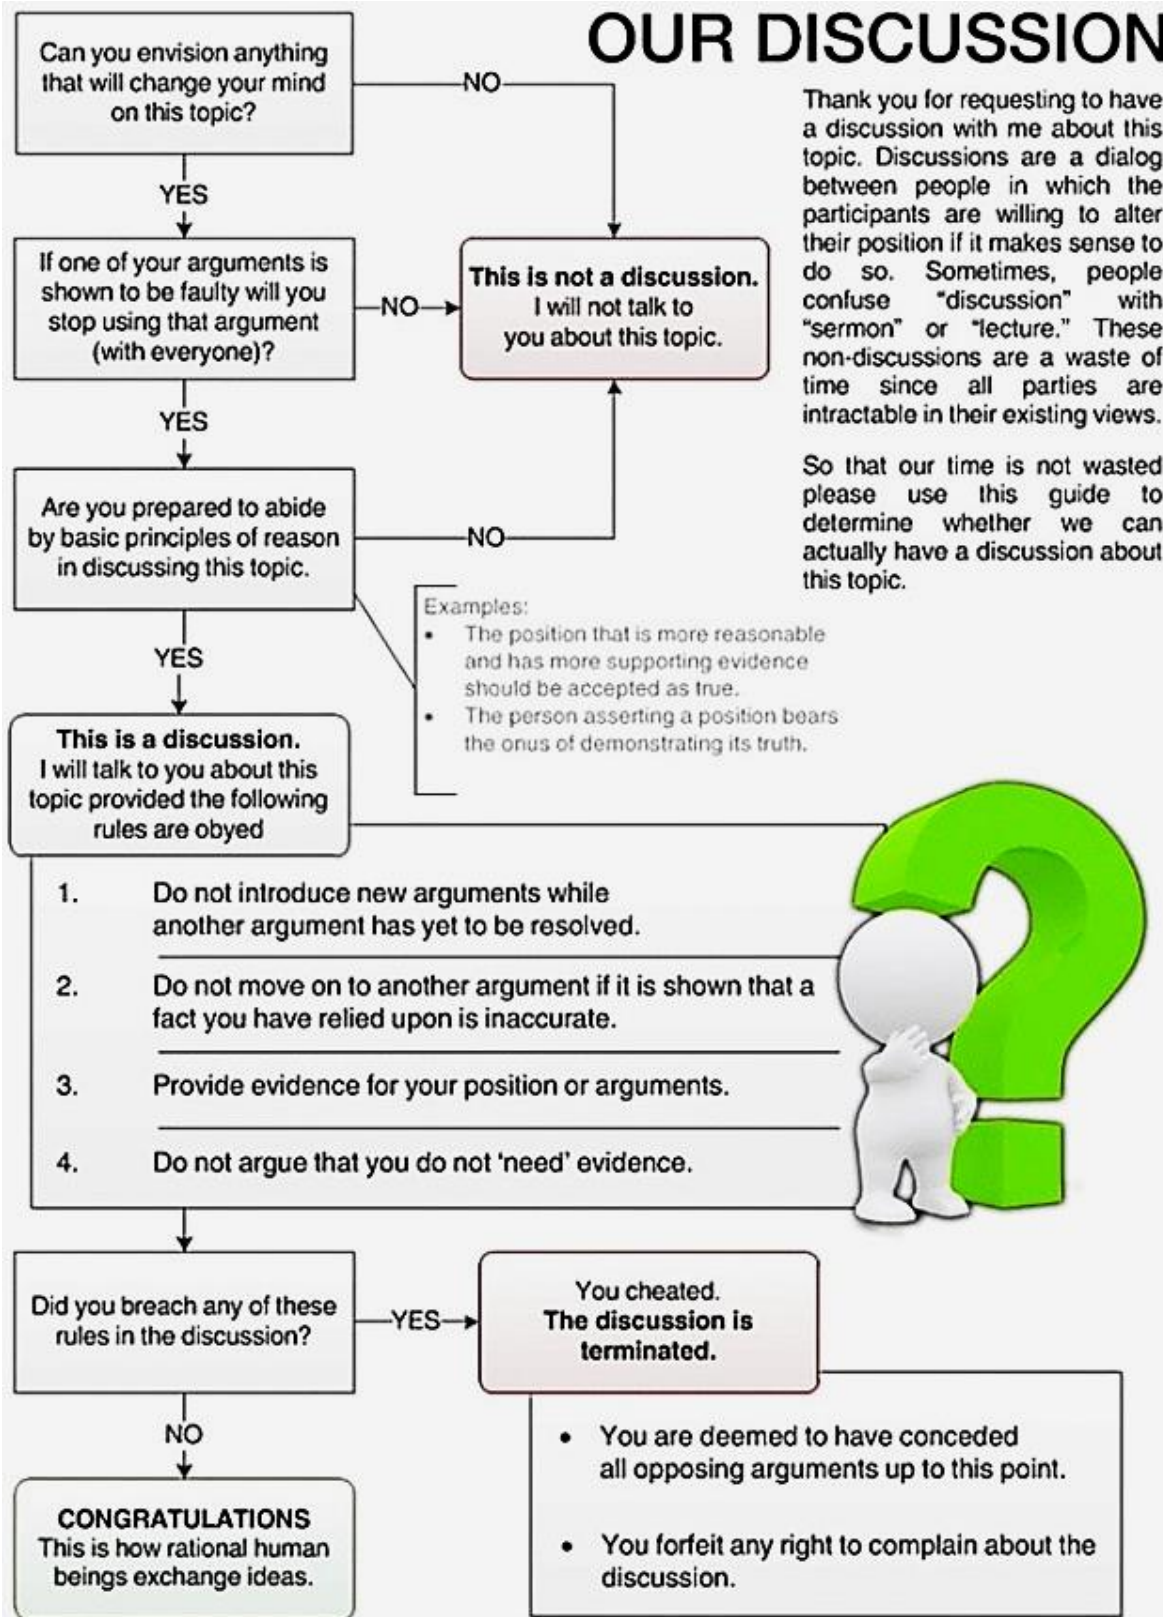 OUR DISCUSSION
Thank you for requesting to have
a discussion with me about this
topic. Discussions are a dialog
between people in which the
participants are willing to alter
their position if it makes sense to
do so. Sometimes, people
confuse "discussion" with
"sermon" or "lecture." These
non-discussions are a waste of
time since all parties are
intractable in their existing views.
So that our time is not wasted
please use this guide to
determine whether we can
actually have a discussion about
this topic.
Can you envision anything
that will change your mind
on this topic?
NO
YES
If one of your arguments is
shown to be faulty will you
stop using that argument
(with everyone)?
NO
This is not a discussion.
I will not talk to
you about this topic.
YES
Are you prepared to abide
by basic principles of reason
in discussing this topic.
NO
Examples:
• The position that is more reasonable
and has more supporting evidence
should be accepted as true.
• The person asserting a position bears
the onus of demonstrating its truth.
YES
This is a discussion.
I will talk to you about this
topic provided the following
rules are obyed
1. Do not introduce new arguments while
another argument has yet to be resolved.
2. Do not move on to another argument if it is shown that a
fact you have relied upon is inaccurate.
3. Provide evidence for your position or arguments.
4. Do not argue that you do not 'need' evidence.
Did you breach any of these
rules in the discussion?
YES
You cheated.
The discussion is
terminated.
• You are deemed to have conceded
all opposing arguments up to this point.
• You forfeit any right to complain about the
discussion.
NO
CONGRATULATIONS
This is how rational human
beings exchange ideas.